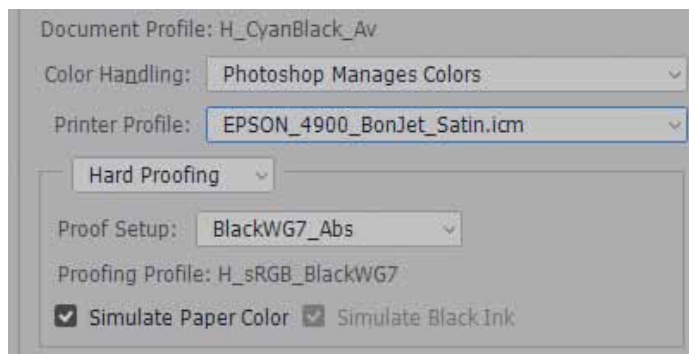 Document Profile: H_CyanBlack_Av
Color Handling: Photoshop Manages Colors
Printer Profile: EPSON_4900_BonJet_Satin.icm
Hard Proofing
Proof Setup: BlackWG7_Abs
Proofing Profile: H_sRGB_BlackWG7
Simulate Paper Color Simulate Black Ink